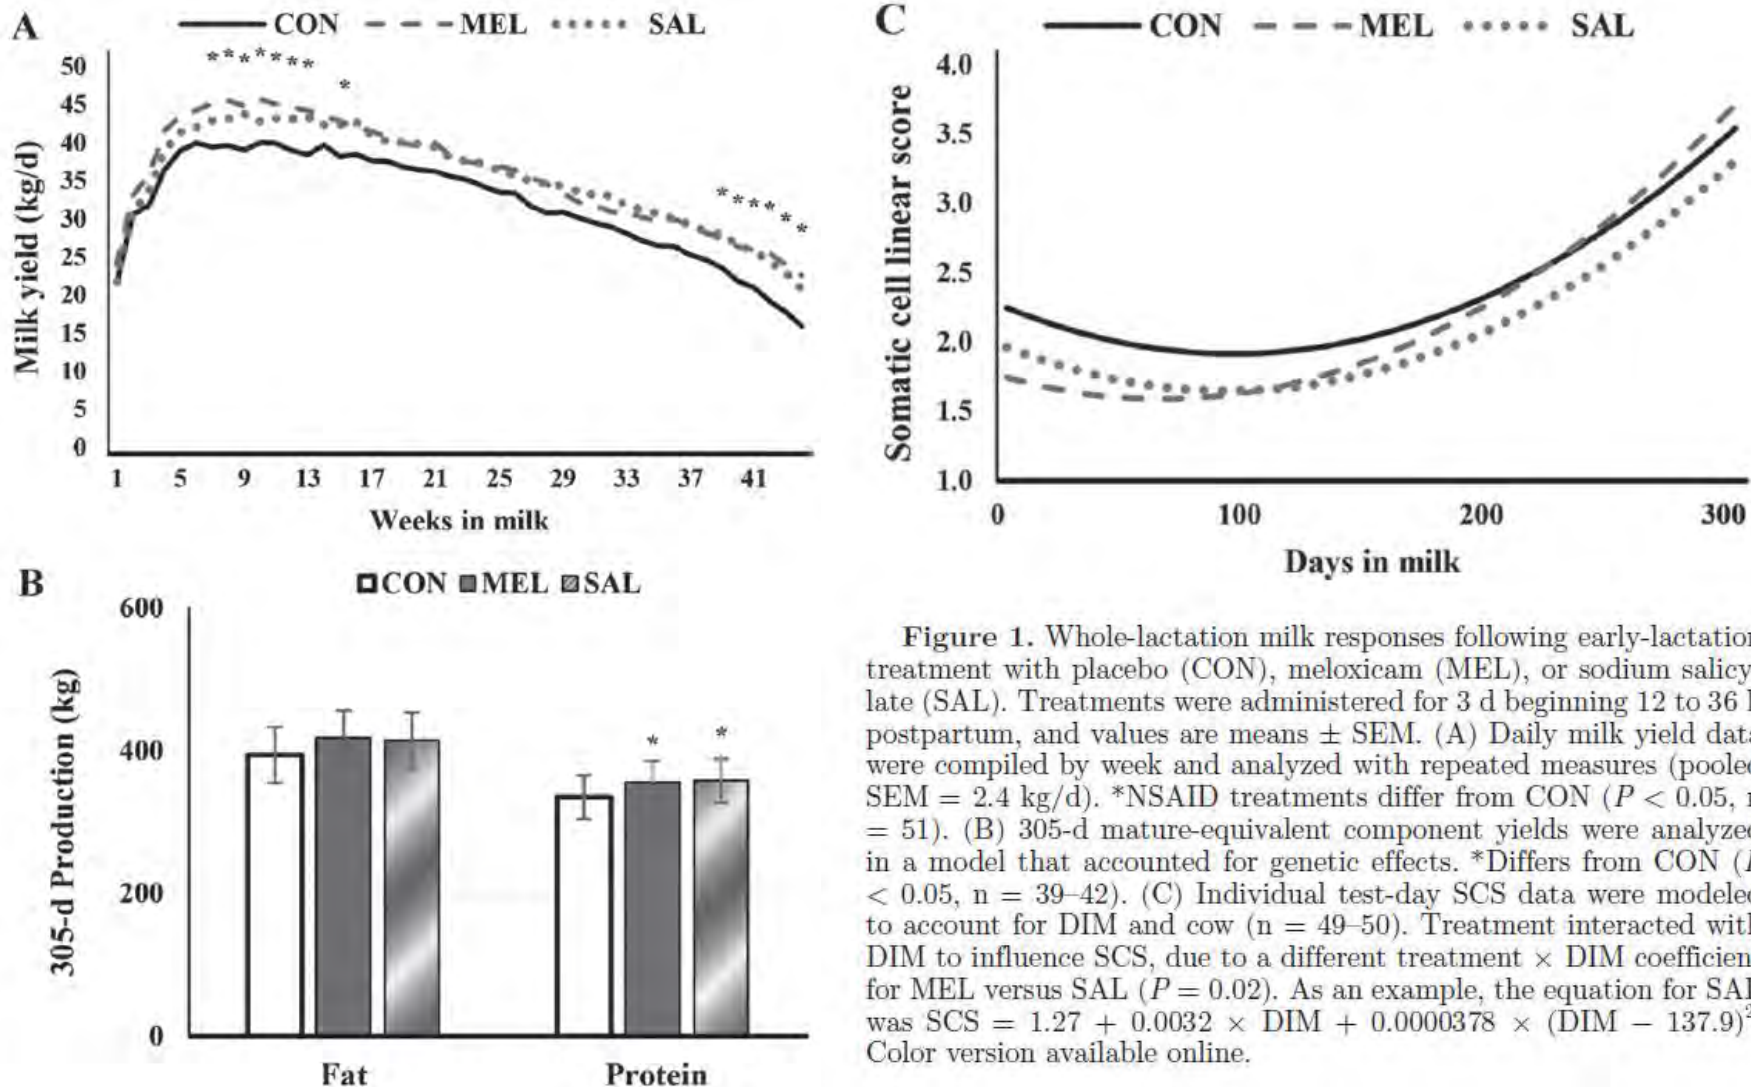 A
CON MEL SAL
* * * * * * *
*
* * * * * *
Milk yield (kg/d)
50
45
40
35
30
25
20
15
10
5
0
1 5 9 13 17 21 25 29 33 37 41
Weeks in milk
B
CON MEL SAL
305-d Production (kg)
600
400
200
0
* *
Fat Protein
C
CON MEL SAL
Somatic cell linear score
4.0
3.5
3.0
2.5
2.0
1.5
1.0
0 100 200 300
Days in milk
Figure 1. Whole-lactation milk responses following early-lactation
treatment with placebo (CON), meloxicam (MEL), or sodium salicy-
late (SAL). Treatments were administered for 3 d beginning 12 to 36
postpartum, and values are means ± SEM. (A) Daily milk yield data
were compiled by week and analyzed with repeated measures (pooled
SEM = 2.4 kg/d). *NSAID treatments differ from CON (P < 0.05,
= 51). (B) 305-d mature-equivalent component yields were analyzed
in a model that accounted for genetic effects. *Differs from CON (
< 0.05, n = 39–42). (C) Individual test-day SCS data were modeled
to account for DIM and cow (n = 49–50). Treatment interacted with
DIM to influence SCS, due to a different treatment × DIM coefficient
for MEL versus SAL (P = 0.02). As an example, the equation for SAL
was SCS = 1.27 + 0.0032 × DIM + 0.0000378 × (DIM − 137.9)²
Color version available online.